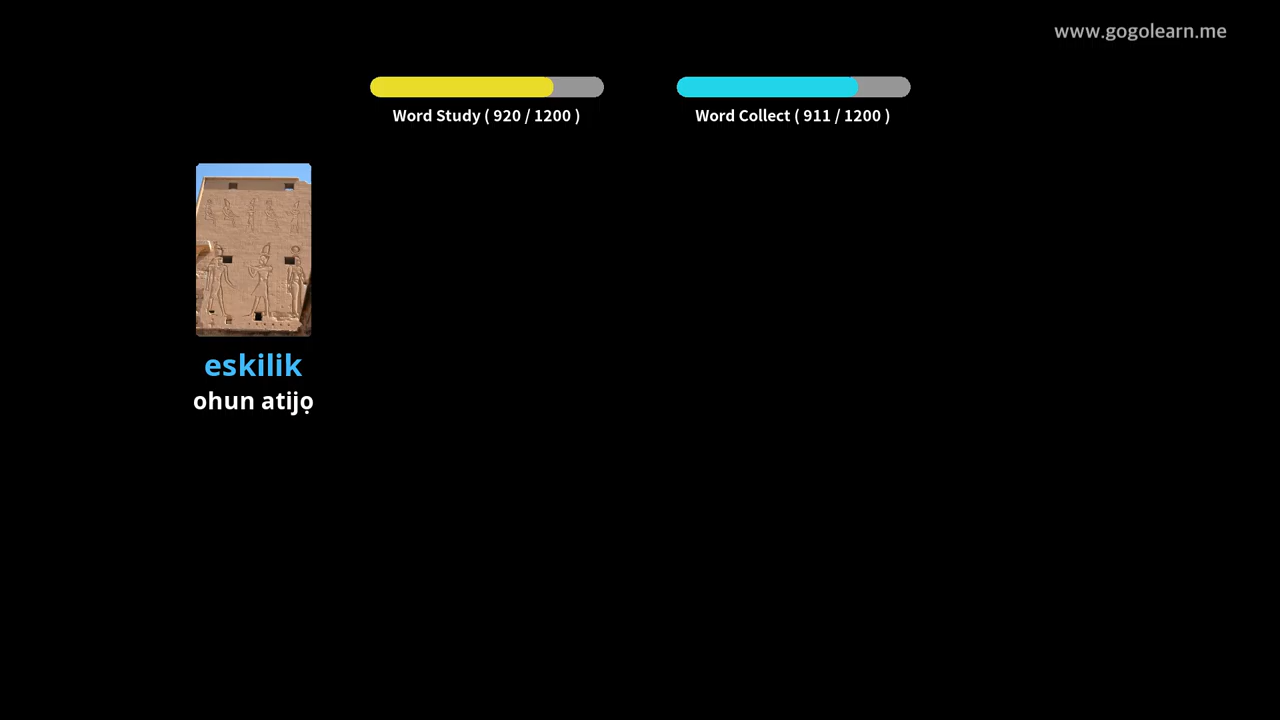 www.gogolearn.me
Word Study ( 920 / 1200 )
Word Collect ( 911 / 1200 )
eskilik
ohun atijọ